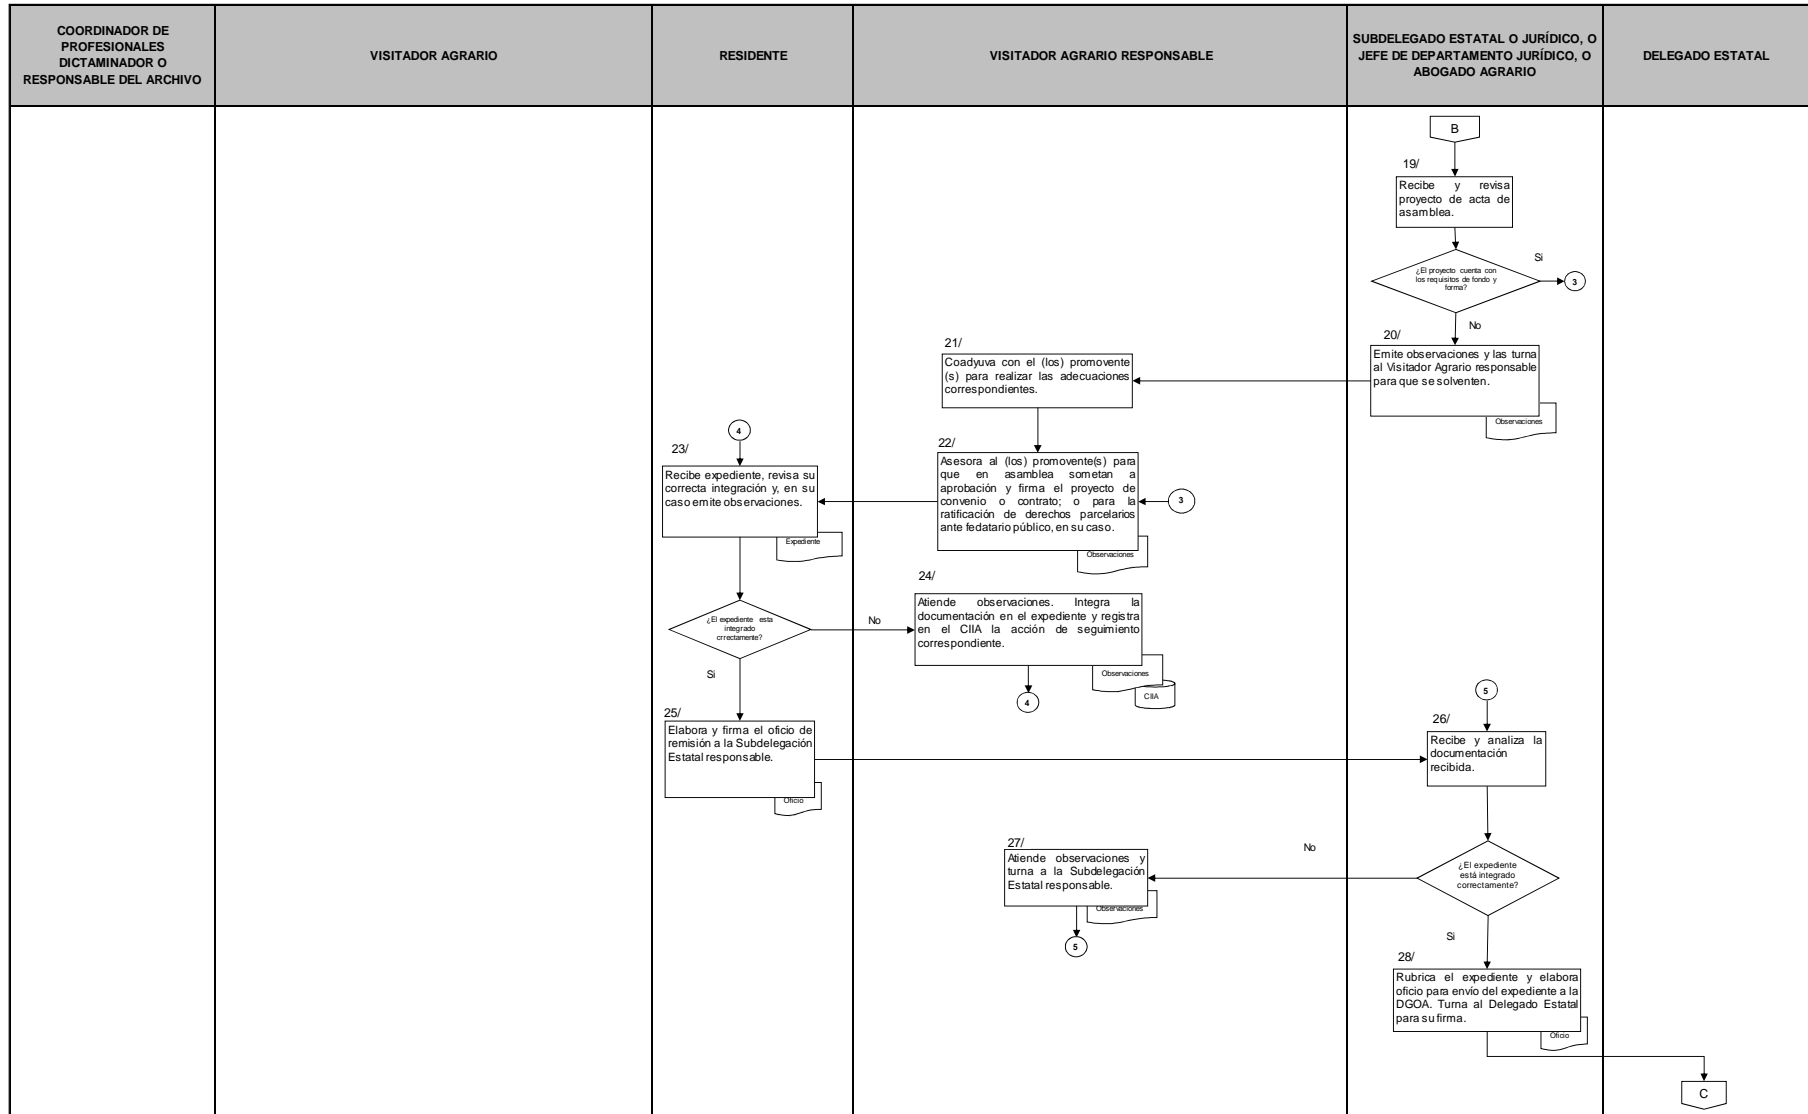 COORDINADOR DE
PROFESIONALES
DICTAMINADOR O
RESPONSABLE DEL ARCHIVO
VISITADOR AGRARIO
RESIDENTE
VISITADOR AGRARIO RESPONSABLE
SUBDELEGADO ESTATAL O JURÍDICO, O
JEFE DE DEPARTAMENTO JURÍDICO, O
ABOGADO AGRARIO
DELEGADO ESTATAL
B
19/
Recibe y revisa
proyecto de acta de
asamblea.
¿El proyecto cuenta con
los requisitos de fondo y
forma?
Si
3
No
20/
Emite observaciones y las turna
al Visitador Agrario responsable
para que se solventen.
Observaciones
21/
Coadyuva con el (los) promovente
(s) para realizar las adecuaciones
correspondientes.
22/
Asesora al (los) promovente(s) para
que en asamblea sometan a
aprobación y firma el proyecto de
convenio o contrato; o para la
ratificación de derechos parcelarios
ante fedatario público, en su caso.
Observaciones
3
4
23/
Recibe expediente, revisa su
correcta integración y, en su
caso emite observaciones.
Expediente
¿El expediente esta
integrado
crrectamente?
No
Si
24/
Atiende observaciones. Integra la
documentación en el expediente y registra
en el CIIA la acción de seguimiento
correspondiente.
Observaciones
CIIA
4
25/
Elabora y firma el oficio de
remisión a la Subdelegación
Estatal responsable.
Oficio
5
26/
Recibe y analiza la
documentación
recibida.
¿El expediente
está integrado
correctamente?
No
27/
Atiende observaciones y
turna a la Subdelegación
Estatal responsable.
Observaciones
5
Si
28/
Rubrica el expediente y elabora
oficio para envío del expediente a la
DGOA. Turna al Delegado Estatal
para su firma.
Oficio
C